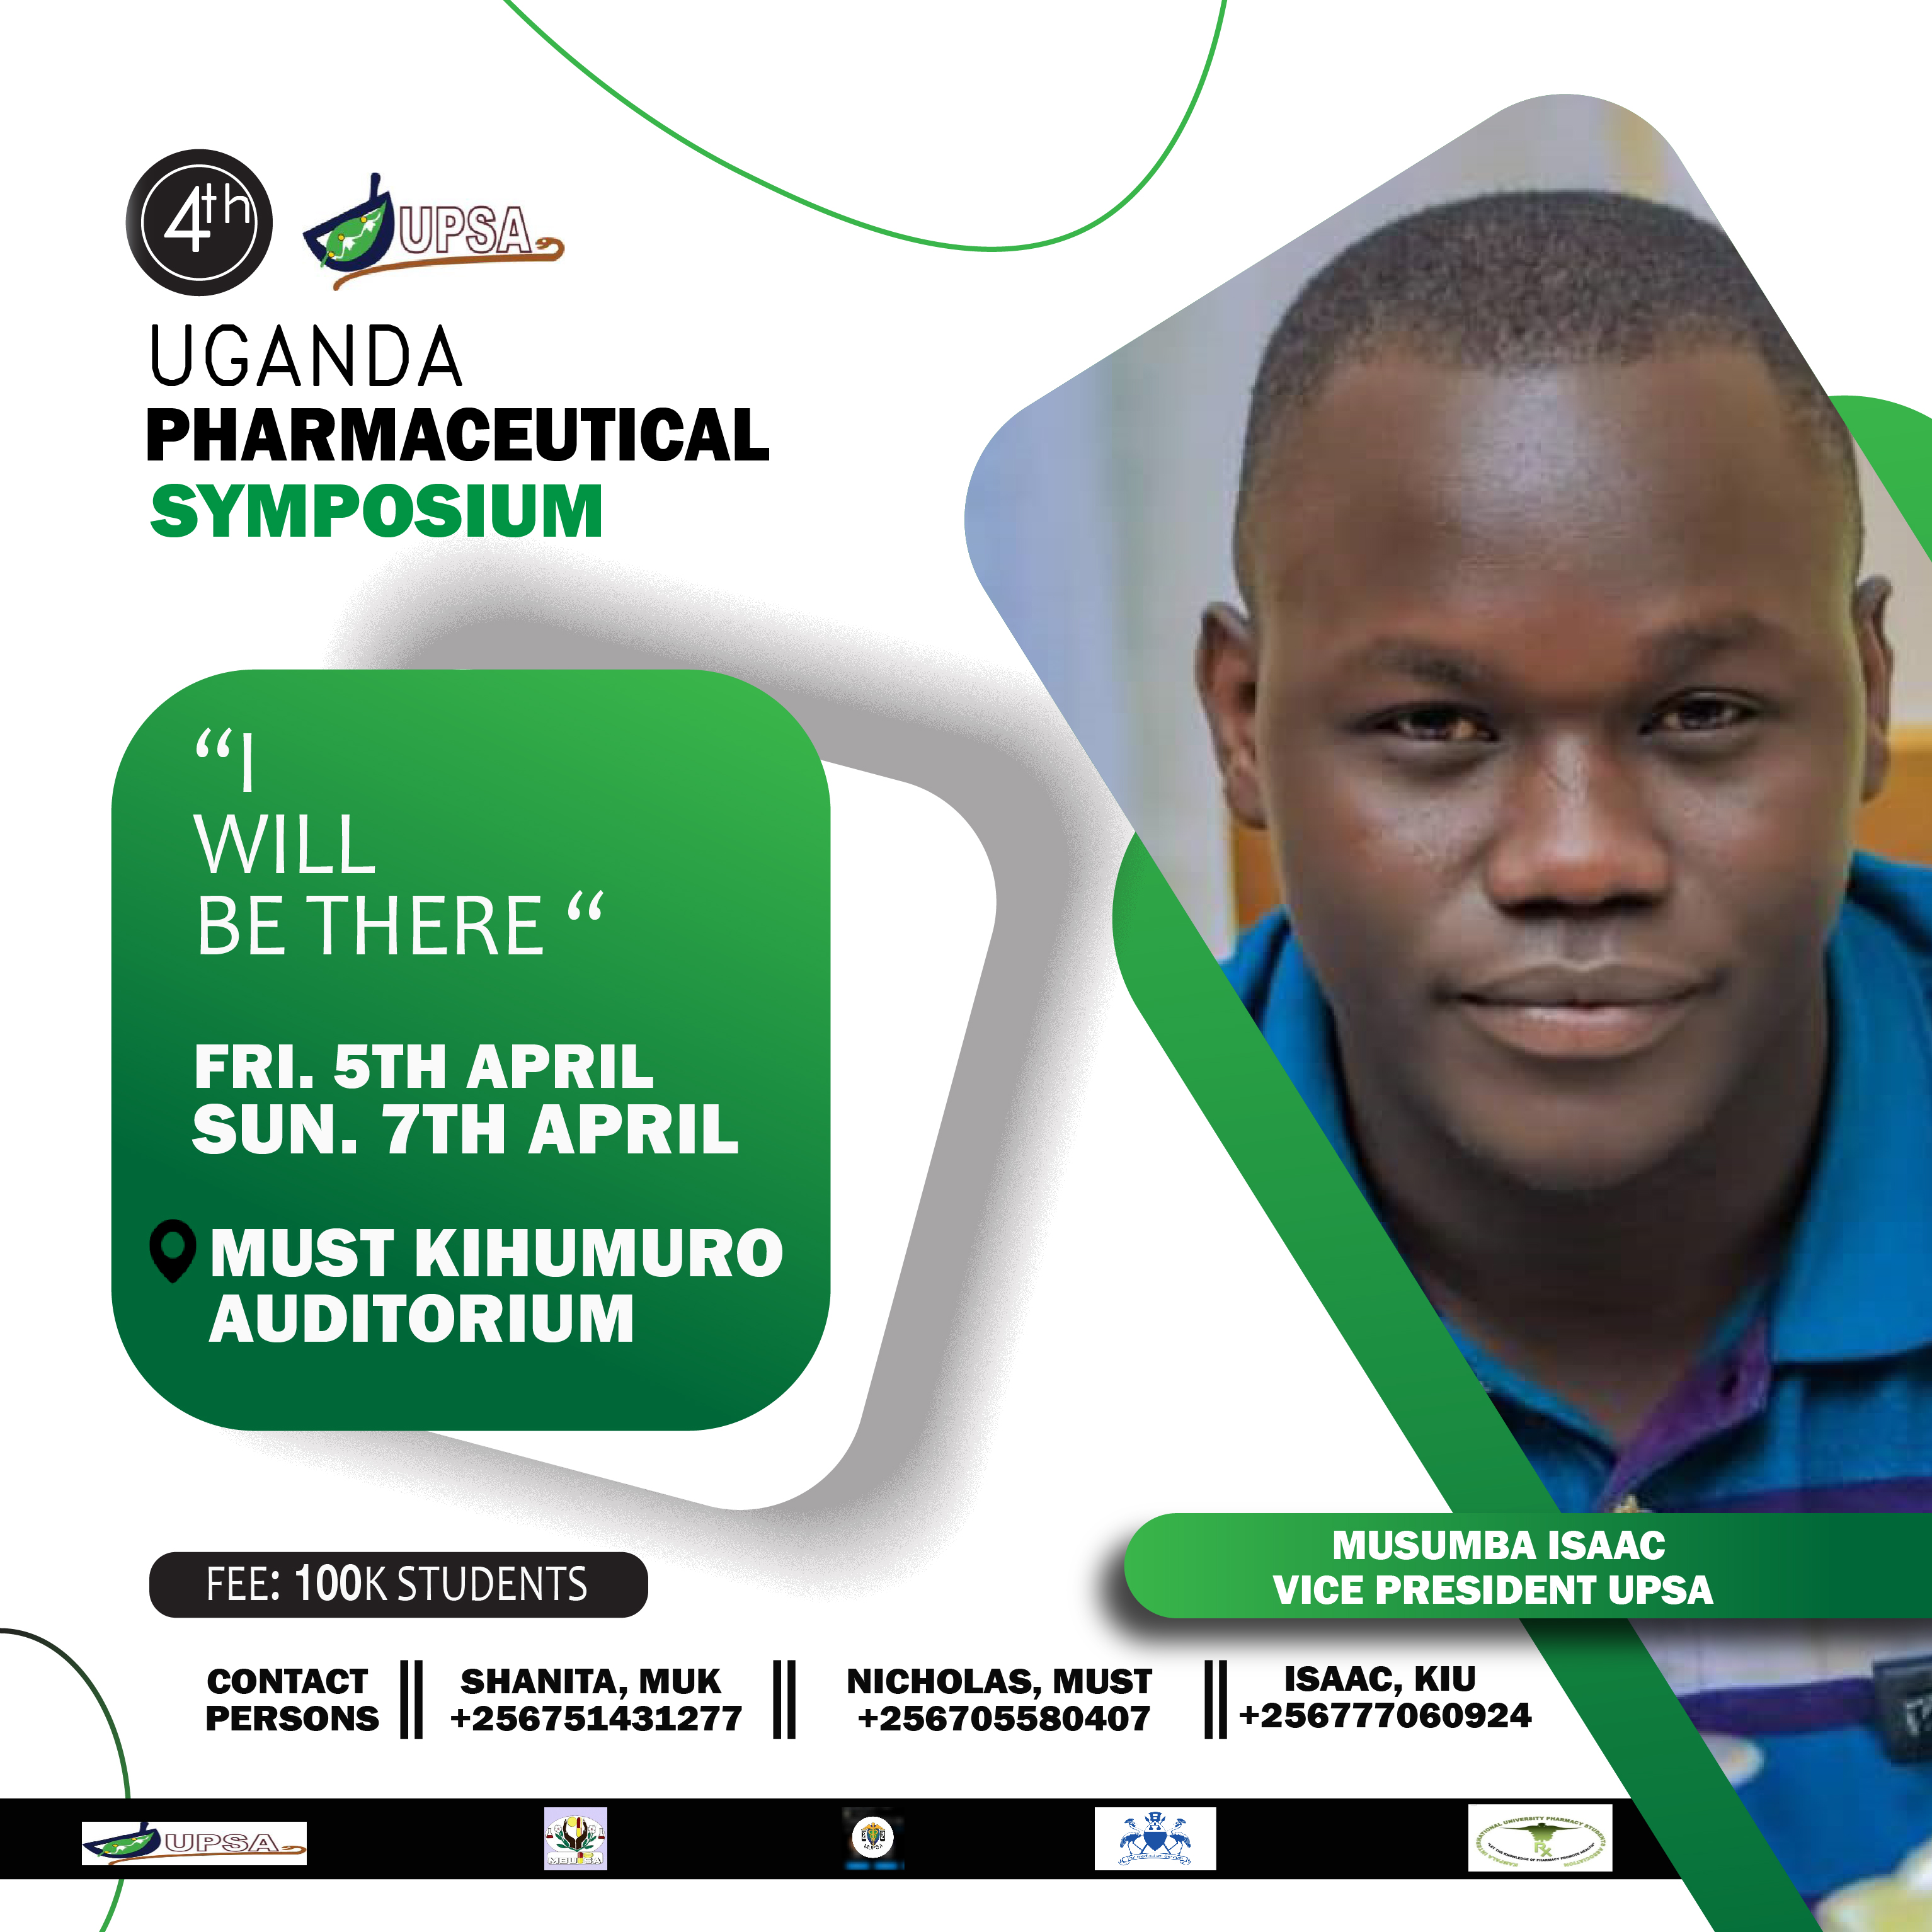 4th
UPSA
UGANDA
PHARMACEUTICAL
SYMPOSIUM
“I
WILL
BE THERE “
FRI. 5TH APRIL
SUN. 7TH APRIL
MUST KIHUMURO
AUDITORIUM
MUSUMBA ISAAC
VICE PRESIDENT UPSA
FEE: 100K STUDENTS
CONTACT
PERSONS
SHANITA, MUK
+256751431277
NICHOLAS, MUST
+256705580407
ISAAC, KIU
+256777060924
UPSA